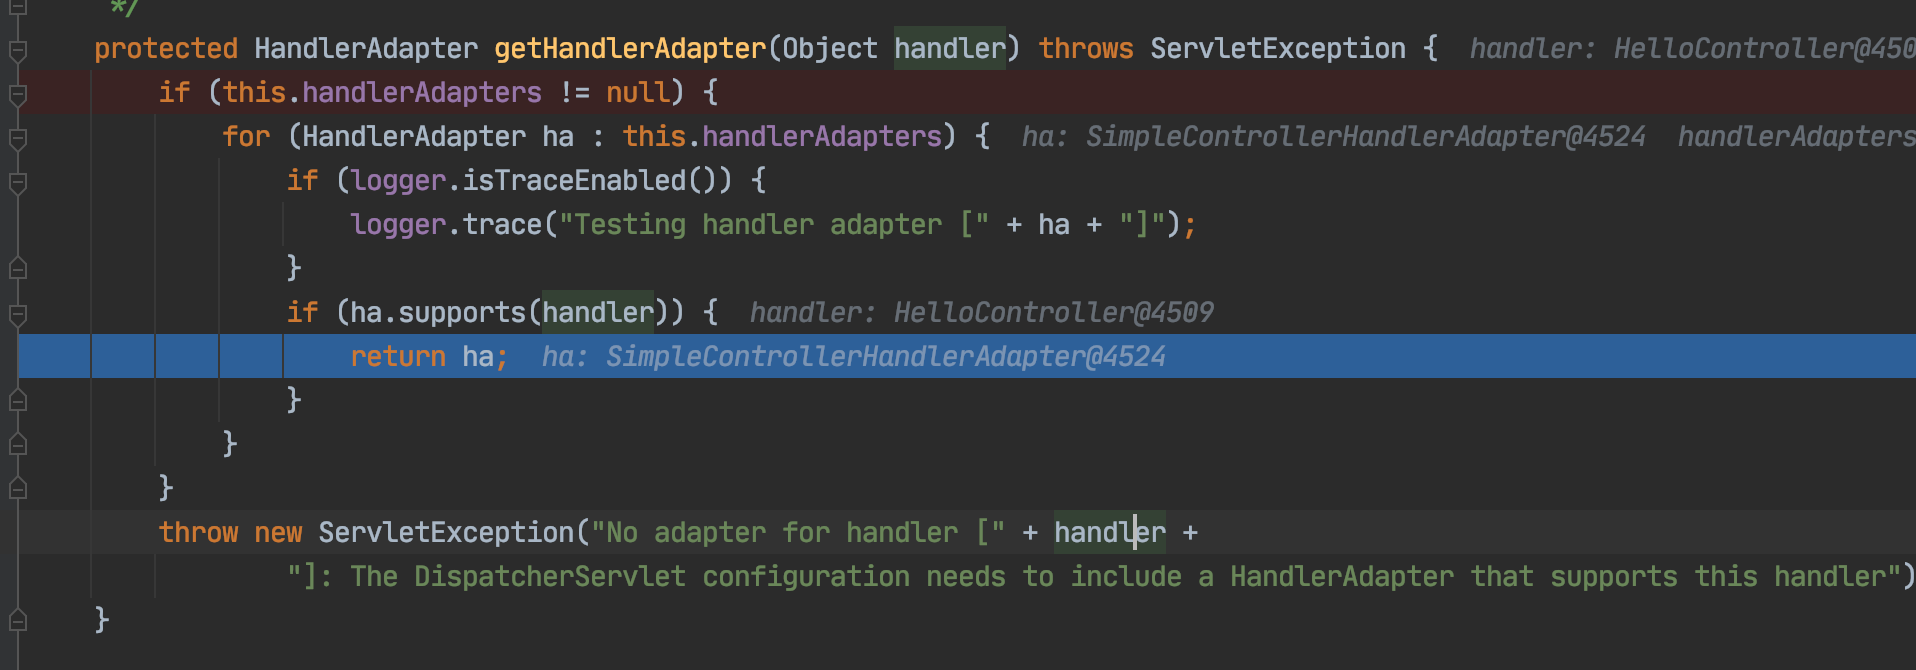 */
protected HandlerAdapter getHandlerAdapter(Object handler) throws ServletException {  handler: HelloController@450
if (this.handlerAdapters != null) {
for (HandlerAdapter ha : this.handlerAdapters) {  ha: SimpleControllerHandlerAdapter@4524  handlerAdapters
if (logger.isTraceEnabled()) {
logger.trace("Testing handler adapter [" + ha + "]");
}
if (ha.supports(handler)) {  handler: HelloController@4509
return ha;  ha: SimpleControllerHandlerAdapter@4524
}
}
}
throw new ServletException("No adapter for handler [" + handler +
"]: The DispatcherServlet configuration needs to include a HandlerAdapter that supports this handler")
}